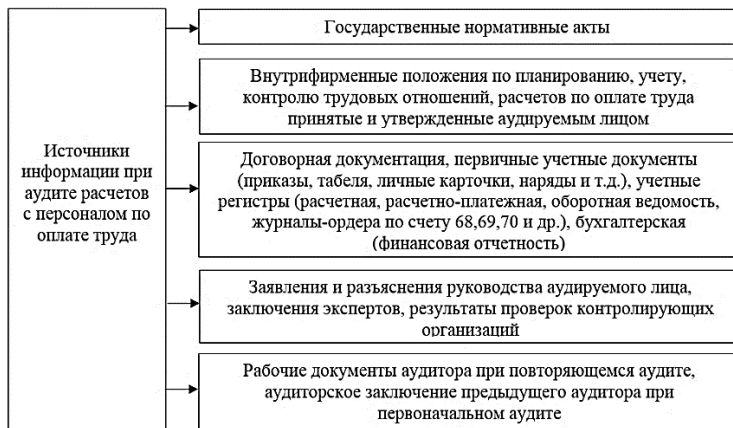 Источники
информации при
аудите расчетов
с персоналом по
оплате труда
Государственные нормативные акты
Внутрифирменные положения по планированию, учету,
контролю трудовых отношений, расчетов по оплате труда
принятые и утвержденные аудируемым лицом
Договорная документация, первичные учетные документы
(приказы, табеля, личные карточки, наряды и т.д.), учетные
регистры (расчетная, расчетно-платежная, оборотная ведомость,
журналы-ордера по счету 68,69,70 и др.), бухгалтерская
(финансовая отчетность)
Заявления и разъяснения руководства аудируемого лица,
заключения экспертов, результаты проверок контролирующих
организаций
Рабочие документы аудитора при повторяющемся аудите,
аудиторское заключение предыдущего аудитора при
первоначальном аудите